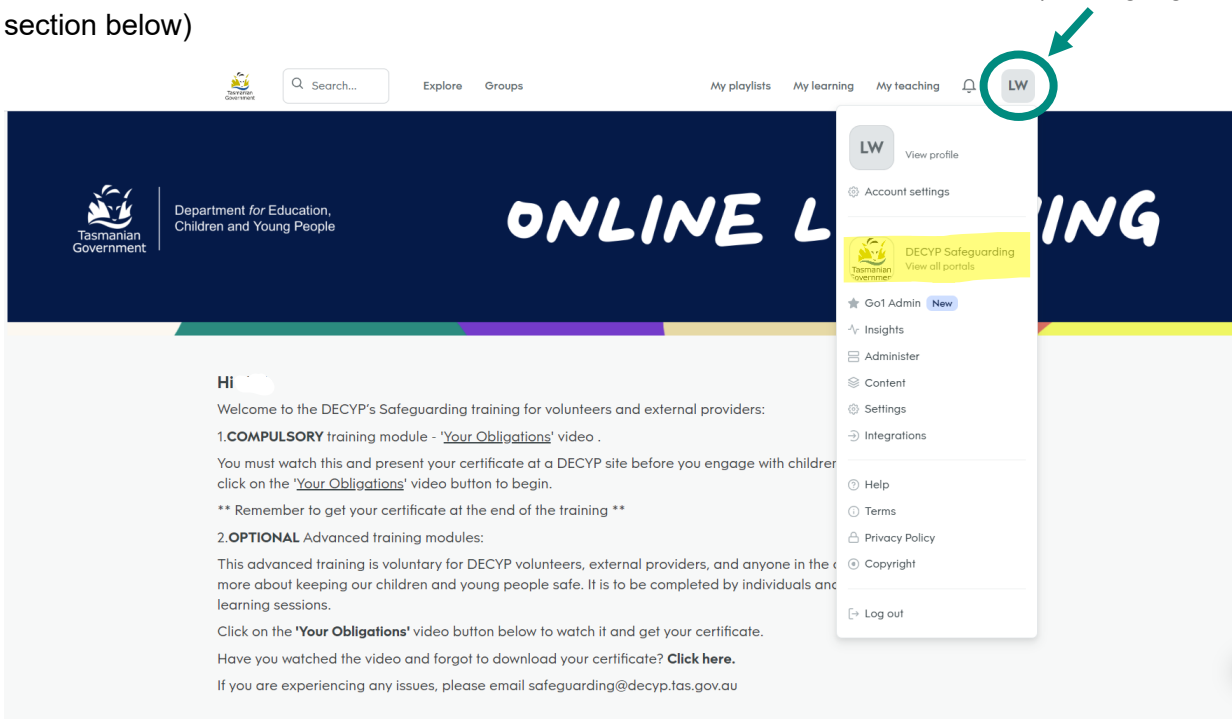 section below)
Tasmanian
Government
Search...
Explore
Groups
My playlists
My learning
My teaching
LW
LW
View profile
Account settings
Tasmanian
Government
Department for Education,
Children and Young People
ONLINE L
ING
Tasmanian
Government
DECYP Safeguarding
View all portals
Go1 Admin New
Insights
Administer
Content
Settings
Integrations
Help
Terms
Privacy Policy
Copyright
Log out
Hi
Welcome to the DECYP's Safeguarding training for volunteers and external providers:
1.COMPULSORY training module - 'Your Obligations' video .
You must watch this and present your certificate at a DECYP site before you engage with children
click on the 'Your Obligations' video button to begin.
** Remember to get your certificate at the end of the training **
2.OPTIONAL Advanced training modules:
This advanced training is voluntary for DECYP volunteers, external providers, and anyone in the
more about keeping our children and young people safe. It is to be completed by individuals and
learning sessions.
Click on the 'Your Obligations' video button below to watch it and get your certificate.
Have you watched the video and forgot to download your certificate? Click here.
If you are experiencing any issues, please email safeguarding@decyp.tas.gov.au